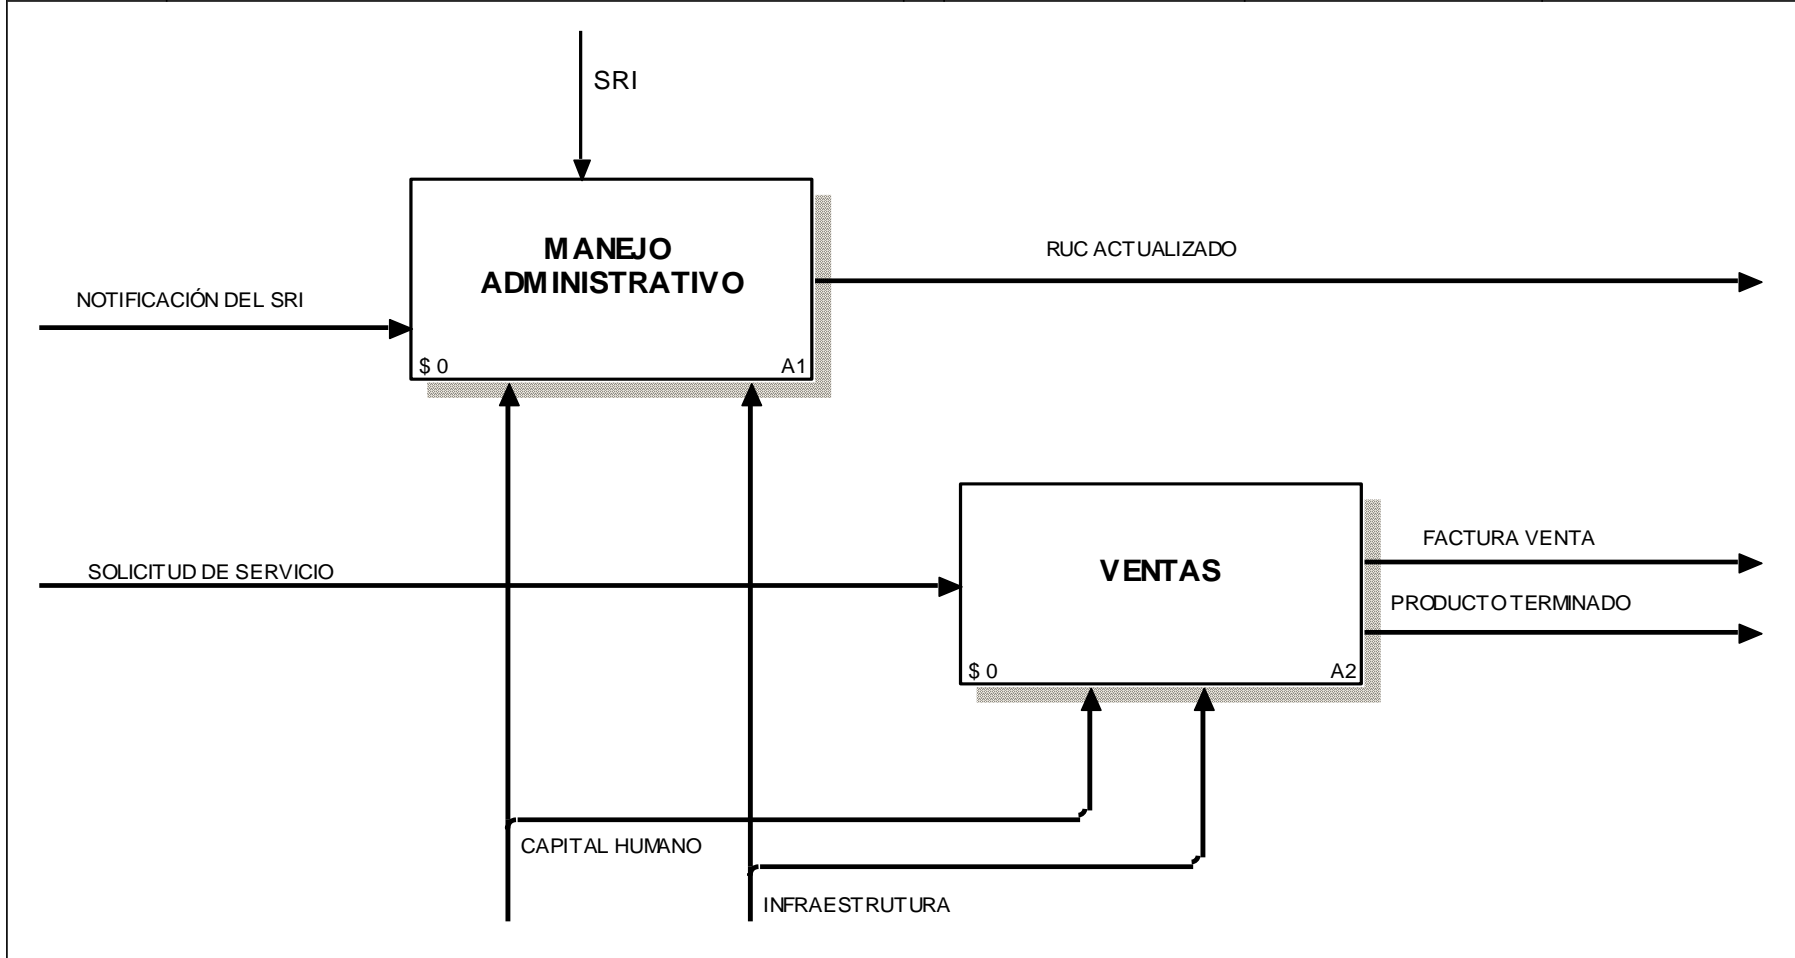 SRI
MANEJO
ADMINISTRATIVO
RUC ACTUALIZADO
NOTIFICACIÓN DEL SRI
$ 0
A1
SOLICITUD DE SERVICIO
VENTAS
FACTURA VENTA
PRODUCTO TERMINADO
$ 0
A2
CAPITAL HUMANO
INFRAESTRUTURA